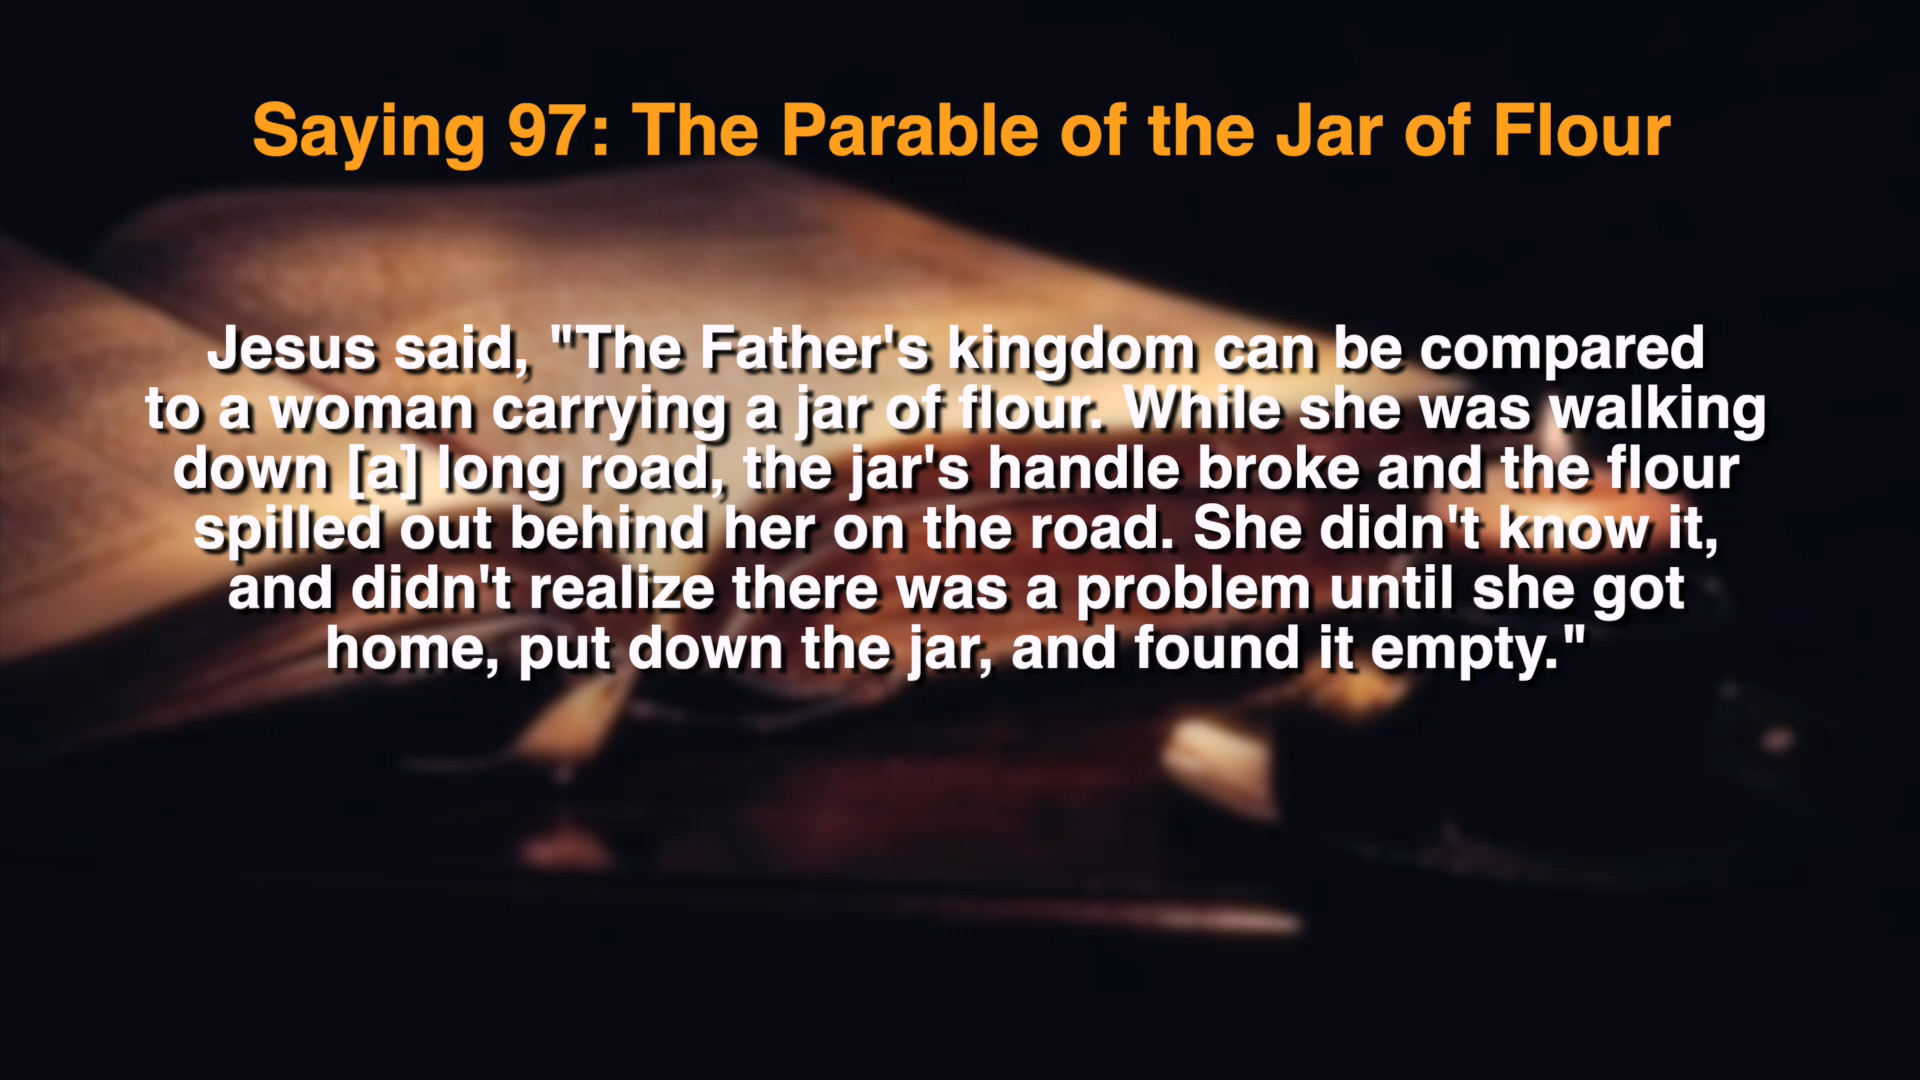 Saying 97: The Parable of the Jar of Flour
Jesus said, "The Father's kingdom can be compared
to a woman carrying a jar of flour. While she was walking
down [a] long road, the jar's handle broke and the flour
spilled out behind her on the road. She didn't know it,
and didn't realize there was a problem until she got
home, put down the jar, and found it empty."